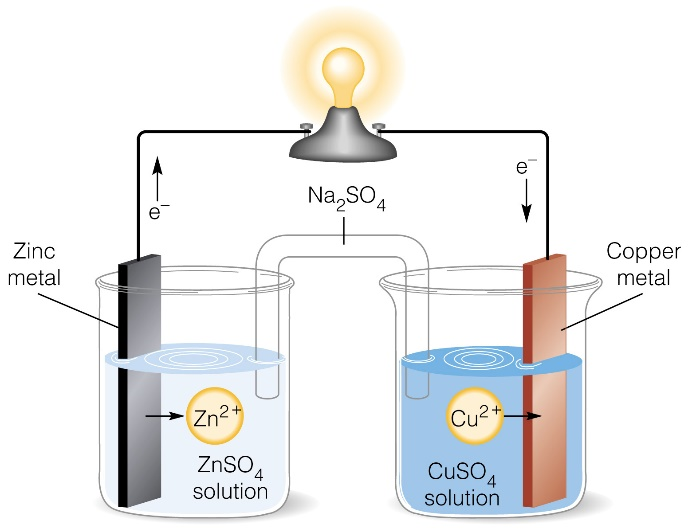 e⁻
e⁻
Na₂SO₄
Zinc
metal
Copper
metal
Zn²⁺
Cu²⁺
ZnSO₄
solution
CuSO₄
solution